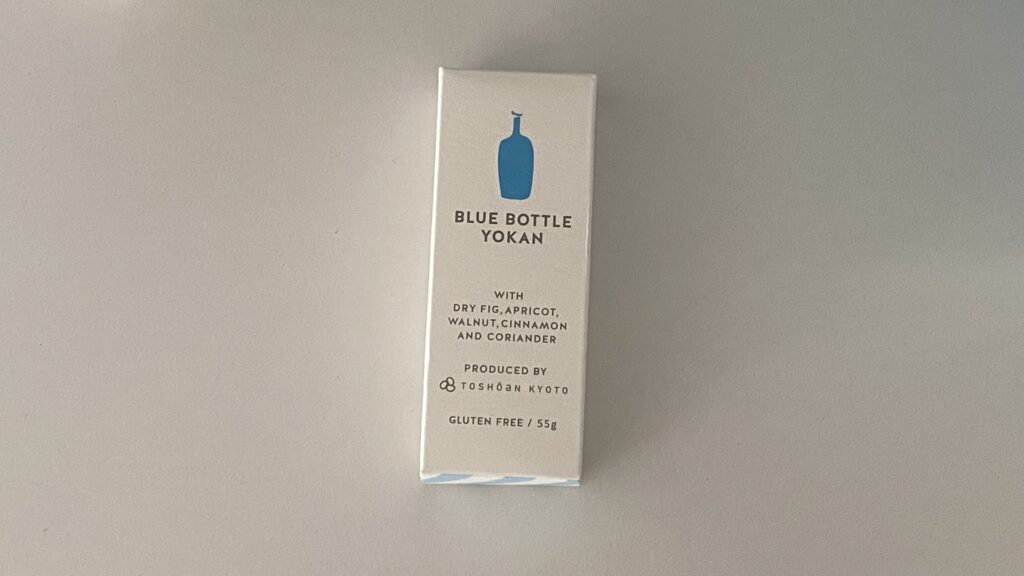 BLUE BOTTLE
YOKAN
WITH
DRY FIG, APRICOT,
WALNUT, CINNAMON
AND CORIANDER
PRODUCED BY
TOSHŌaN KYOTO
GLUTEN FREE / 55g